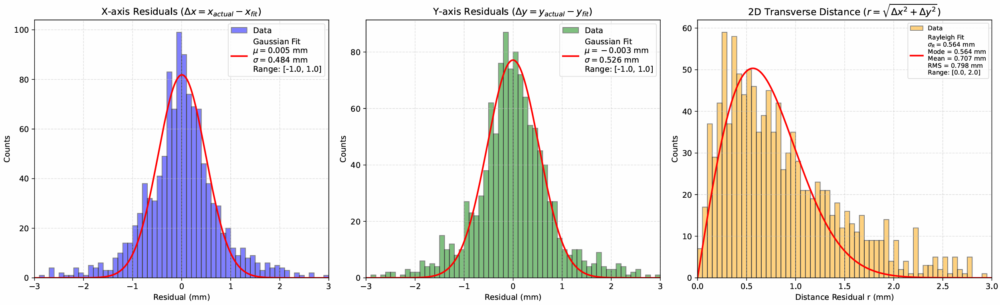 X-axis Residuals (Δx = x_actual − x_fit)
100
80
60
40
20
0
Counts
−3
−2
−1
0
1
2
3
Residual (mm)
Data
Gaussian Fit
μ = 0.005 mm
σ = 0.484 mm
Range: [-1.0, 1.0]
Y-axis Residuals (Δy = y_actual − y_fit)
80
60
40
20
0
Counts
−3
−2
−1
0
1
2
3
Residual (mm)
Data
Gaussian Fit
μ = −0.003 mm
σ = 0.526 mm
Range: [-1.0, 1.0]
2D Transverse Distance (r = √Δx² + Δy²)
60
50
40
30
20
10
0
Counts
0.0
0.5
1.0
1.5
2.0
2.5
3.0
Distance Residual r (mm)
Data
Rayleigh Fit
σ_R = 0.564 mm
Mode = 0.564 mm
Mean = 0.707 mm
RMS = 0.798 mm
Range: [0.0, 2.0]